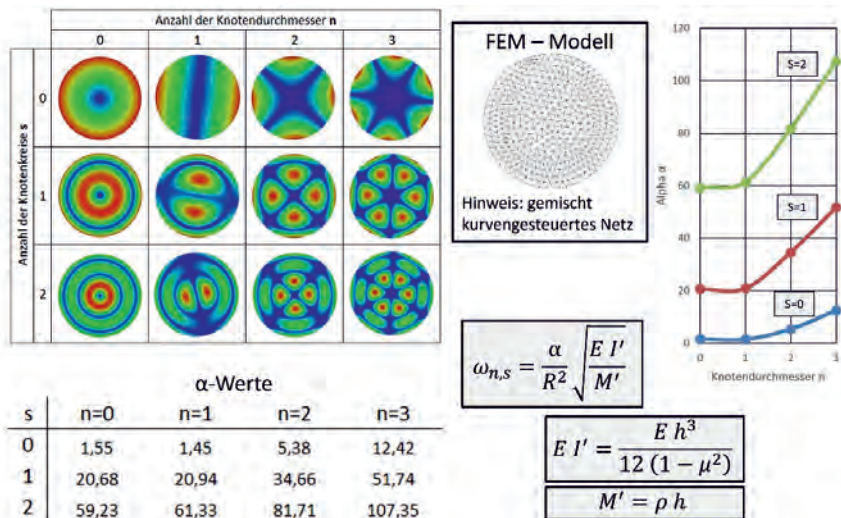 Anzahl der Knotendurchmesser n
0 1 2 3
Anzahl der Knotenkreise s
0
1
2
FEM – Modell
Hinweis: gemischt
kurvengesteuertes Netz
120
100
80
60
40
20
0
Alpha α
S=2
S=1
S=0
0 1 2 3
Knotendurchmesser n
ω_{n,s} = α/R² √(E I′/M′)
E I′ = E h³/(12 (1 − μ²))
M′ = ρ h
α-Werte
s n=0 n=1 n=2 n=3
0 1,55 1,45 5,38 12,42
1 20,68 20,94 34,66 51,74
2 59,23 61,33 81,71 107,35